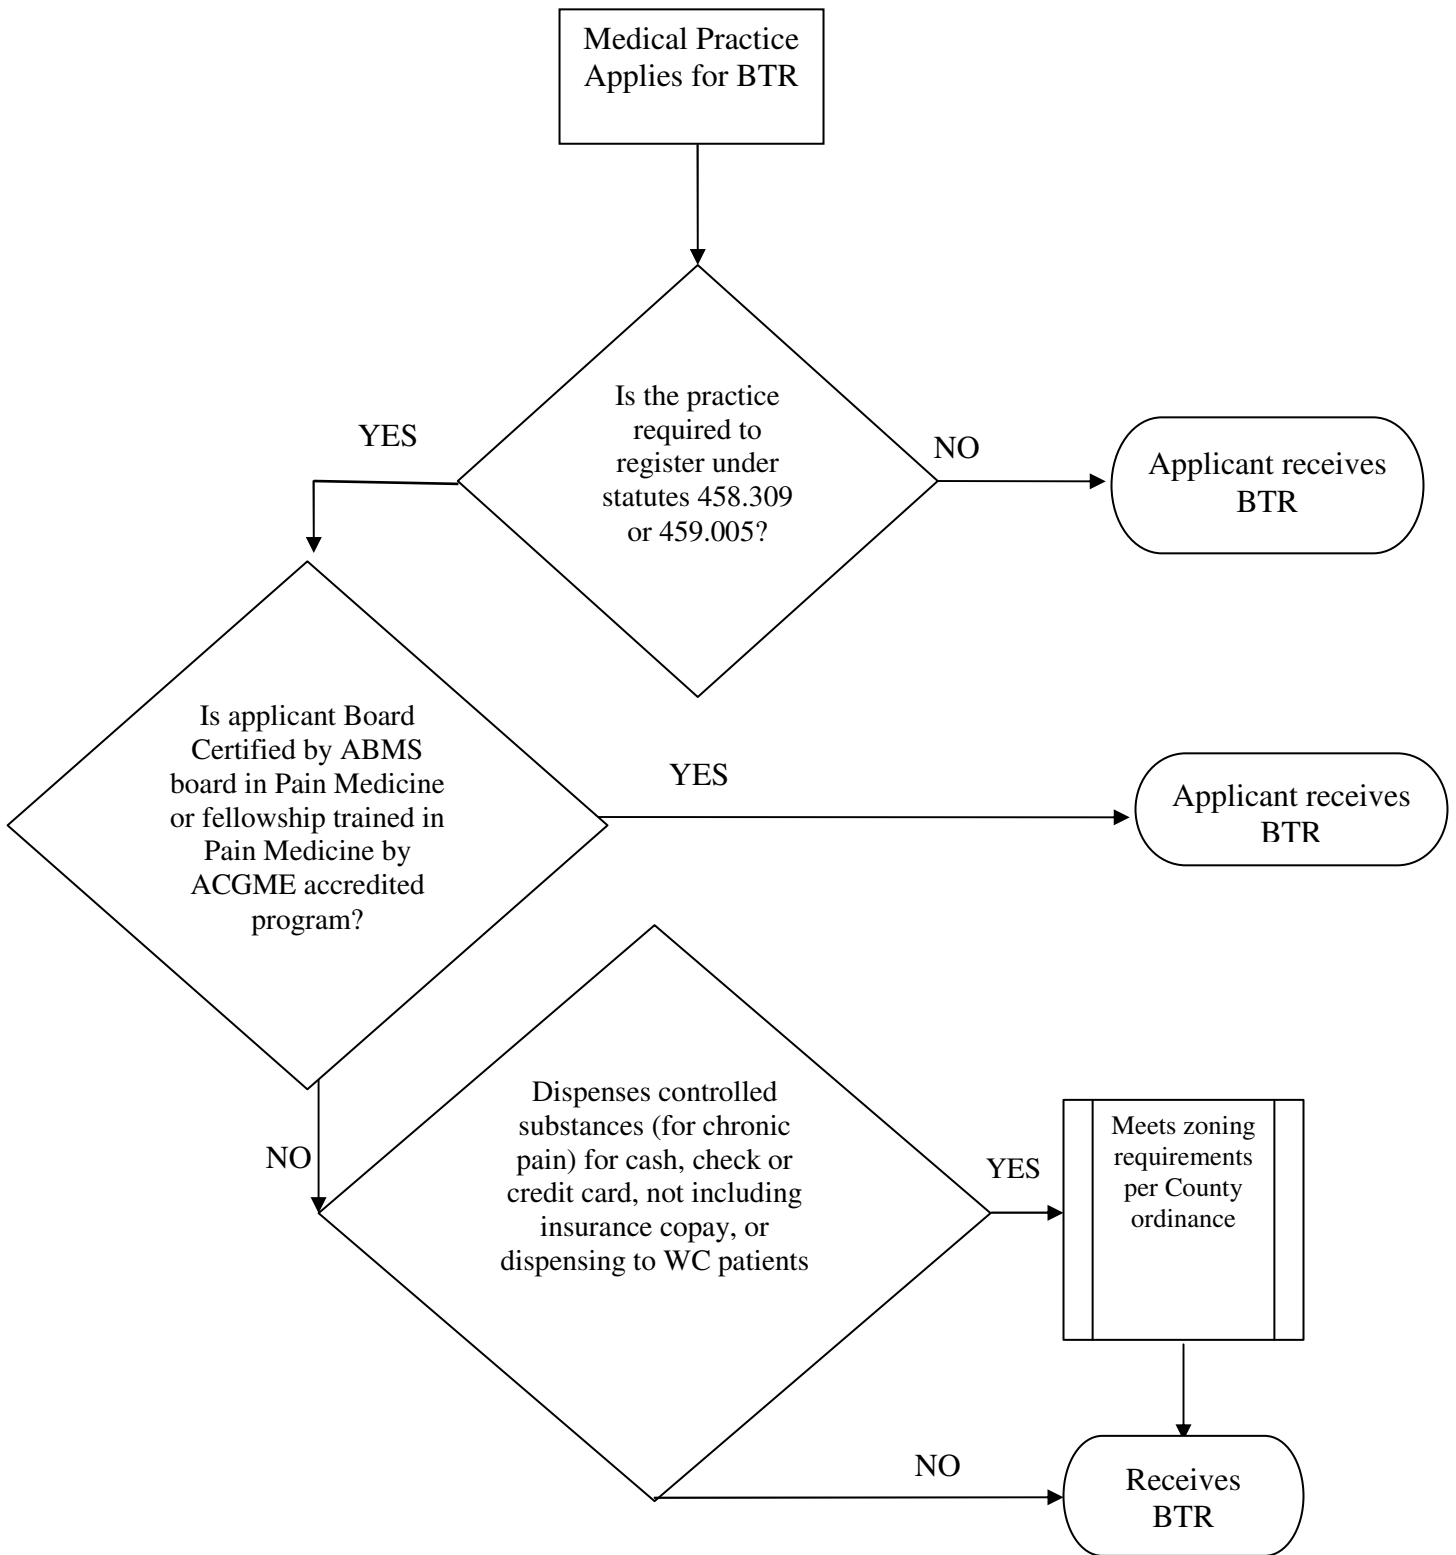 Medical Practice
Applies for BTR
Is the practice
required to
register under
statutes 458.309
or 459.005?
YES
NO
Applicant receives
BTR
Is applicant Board
Certified by ABMS
board in Pain Medicine
or fellowship trained in
Pain Medicine by
ACGME accredited
program?
YES
Applicant receives
BTR
NO
Dispenses controlled
substances (for chronic
pain) for cash, check or
credit card, not including
insurance copay, or
dispensing to WC patients
YES
Meets zoning
requirements
per County
ordinance
NO
Receives
BTR